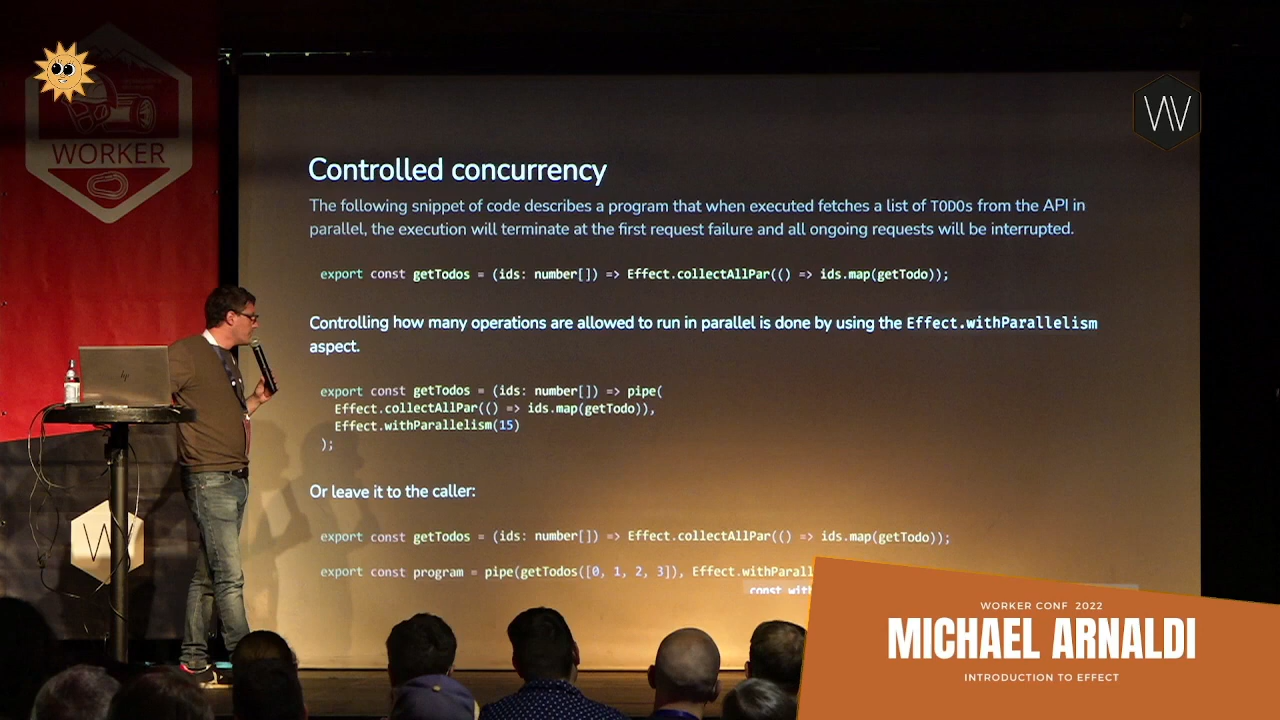 WORKER
W
Controlled concurrency
The following snippet of code describes a program that when executed fetches a list of TODOs from the API in
parallel, the execution will terminate at the first request failure and all ongoing requests will be interrupted.
export const getTodos = (ids: number[]) => Effect.collectAllPar(() => ids.map(getTodo));
Controlling how many operations are allowed to run in parallel is done by using the Effect.withParallelism
aspect.
export const getTodos = (ids: number[]) => pipe(
Effect.collectAllPar(() => ids.map(getTodo)),
Effect.withParallelism(15)
);
Or leave it to the caller:
export const getTodos = (ids: number[]) => Effect.collectAllPar(() => ids.map(getTodo));
export const program = pipe(getTodos([0, 1, 2, 3]), Effect.withParall
const with
hp
W
WORKER CONF 2022
MICHAEL ARNALDI
INTRODUCTION TO EFFECT